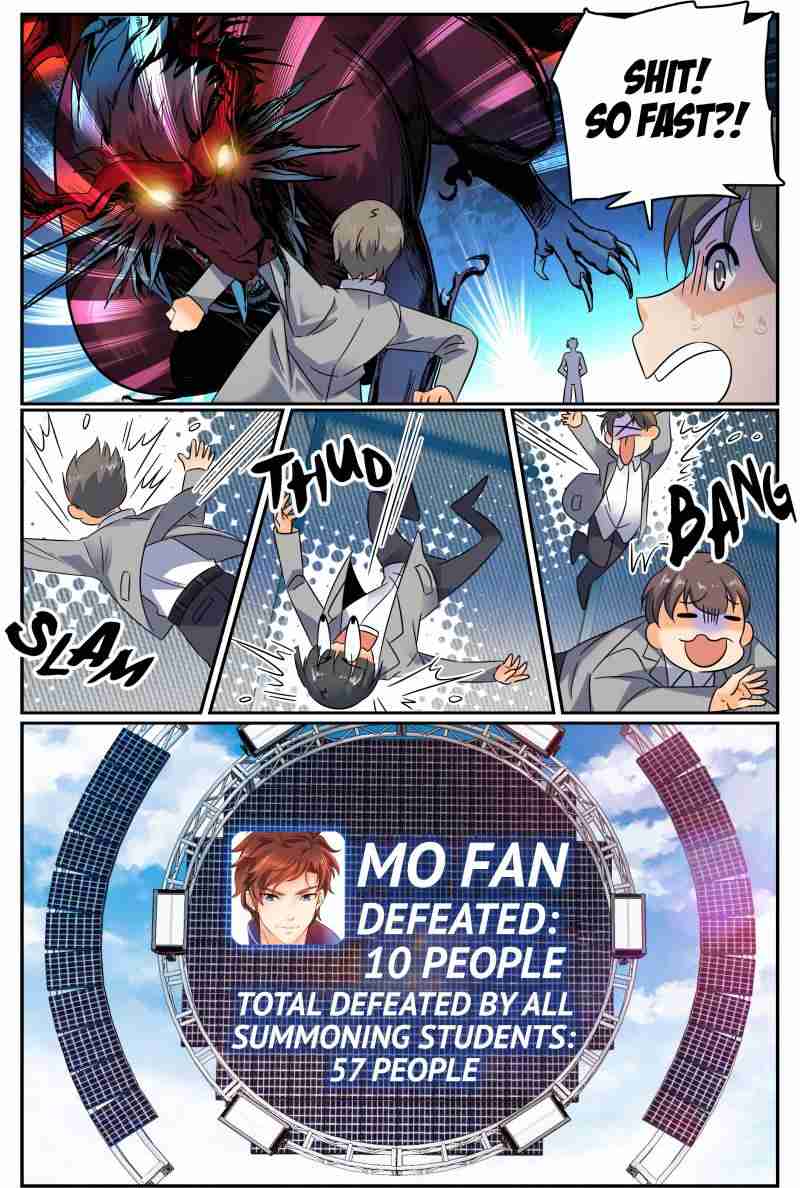 SHIT!
SO FAST?!
SLAM
THUD
BANG
MO FAN
DEFEATED:
10 PEOPLE
TOTAL DEFEATED BY ALL
SUMMONING STUDENTS:
57 PEOPLE